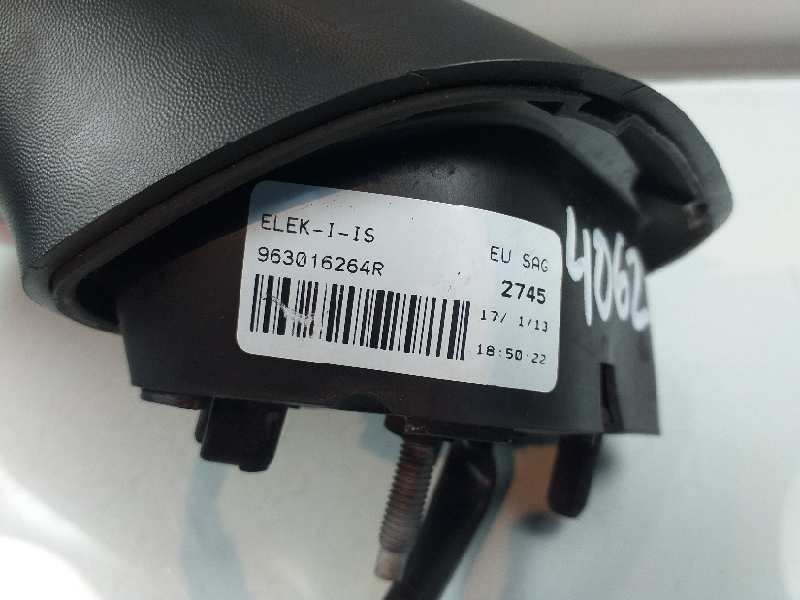 ELEK-I-IS
963016264R
EU SAG
2745
17/ 1/13
18:50:22
4062